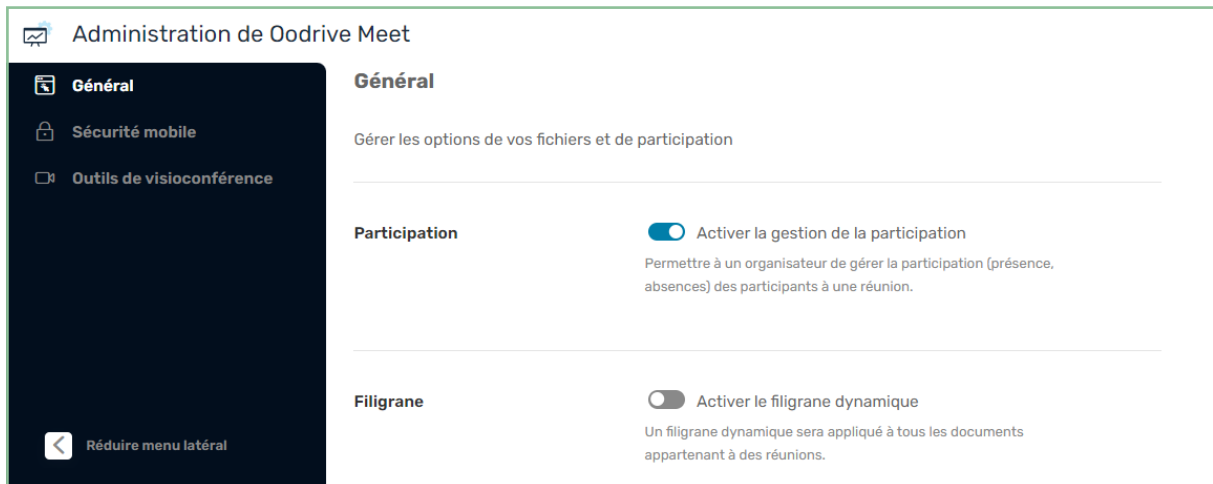 Administration de Oodrive Meet
Général
Sécurité mobile
Outils de visioconférence
Réduire menu latéral
Général
Gérer les options de vos fichiers et de participation
Participation
Activer la gestion de la participation
Permettre à un organisateur de gérer la participation (présence,
absences) des participants à une réunion.
Filigrane
Activer le filigrane dynamique
Un filigrane dynamique sera appliqué à tous les documents
appartenant à des réunions.